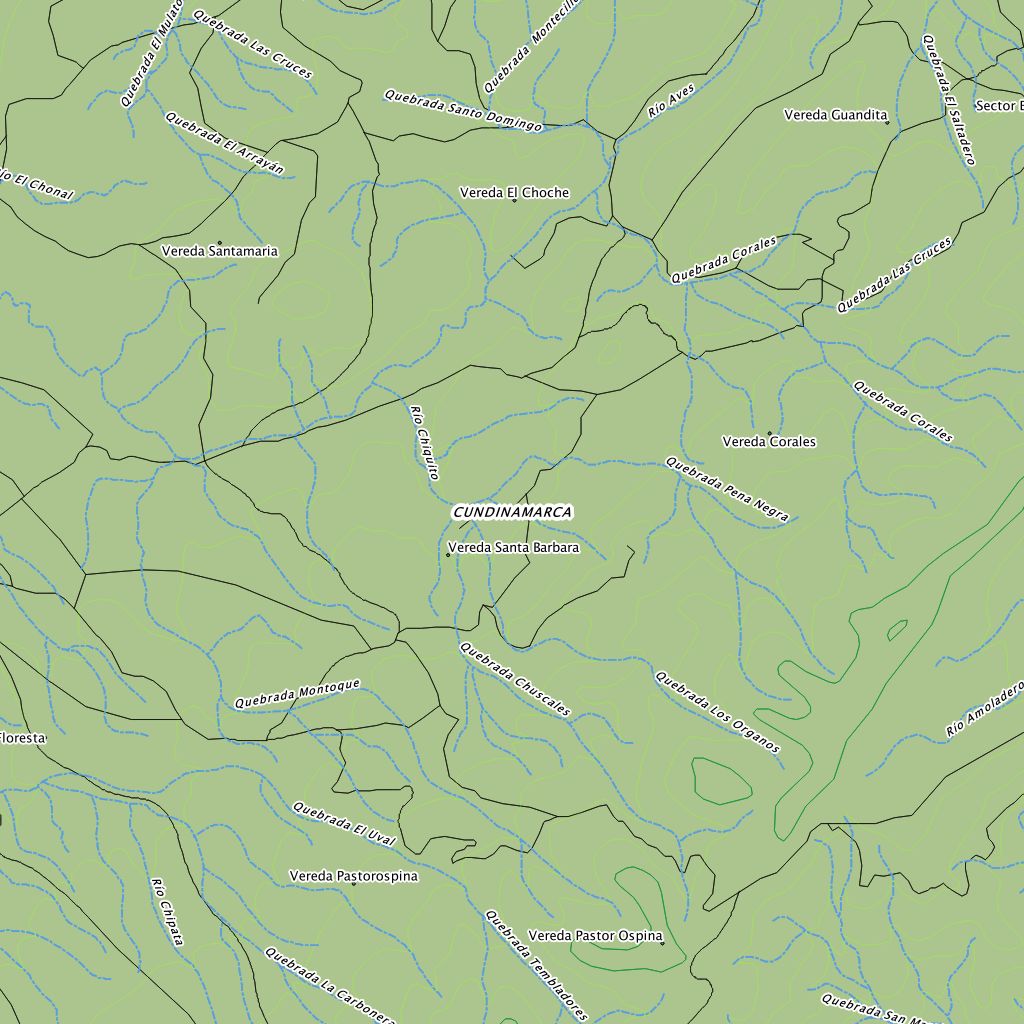 Quebrada El Mulato
Quebrada Las Cruces
Quebrada Montecillo
Quebrada Santo Domingo
Río Aves
Vereda Guandita
Quebrada El Saltadero
Sector
Quebrada El Arrayán
El Chonal
Vereda El Choche
Vereda Santamaria
Quebrada Corales
Quebrada Las Cruces
Quebrada Corales
Río Chiquito
Vereda Corales
Quebrada Pena Negra
CUNDINAMARCA
Vereda Santa Barbara
Quebrada Chuscales
Quebrada Montoque
Quebrada Los Organos
Río Amoladero
Floresta
Quebrada El Uval
Vereda Pastorospina
Río Chipata
Quebrada Tembladores
Vereda Pastor Ospina
Quebrada La Carbonera
Quebrada San